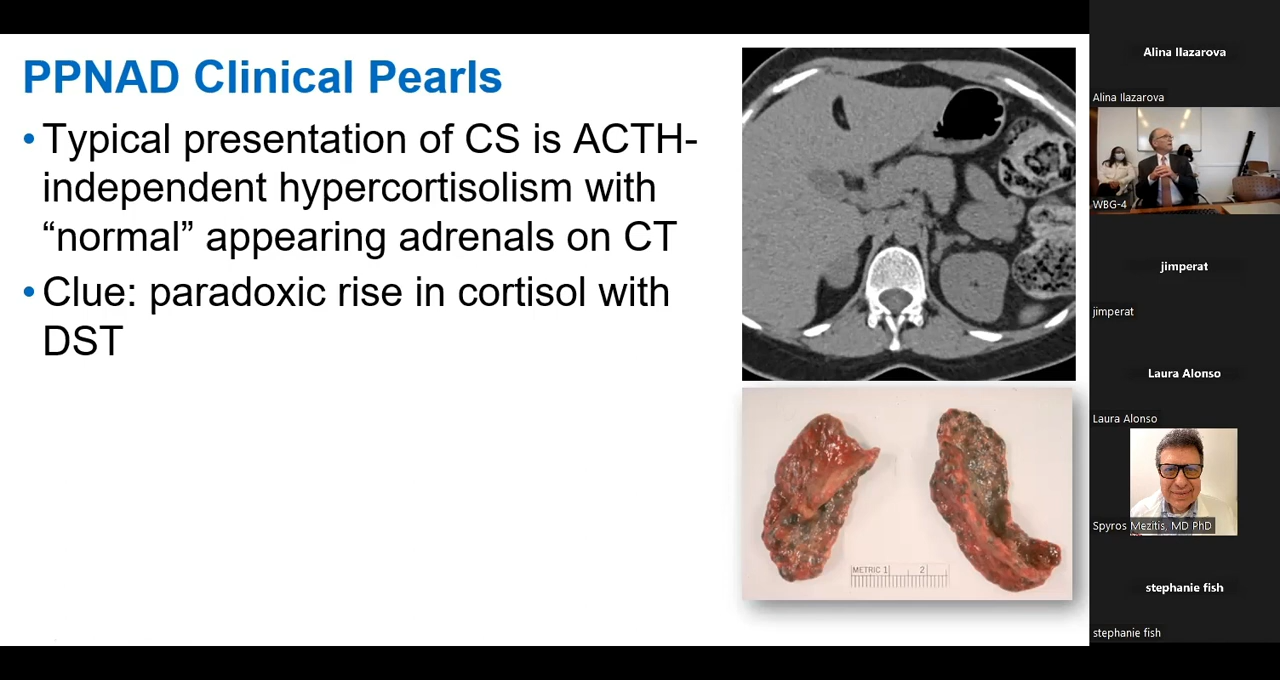 PPNAD Clinical Pearls
• Typical presentation of CS is ACTH-
independent hypercortisolism with
“normal” appearing adrenals on CT
• Clue: paradoxic rise in cortisol with
DST
METRIC 1 2
Alina Ilazarova
Alina Ilazarova
WBG-4
jimperat
jimperat
Laura Alonso
Laura Alonso
Spyros Mezitis, MD PhD
stephanie fish
stephanie fish